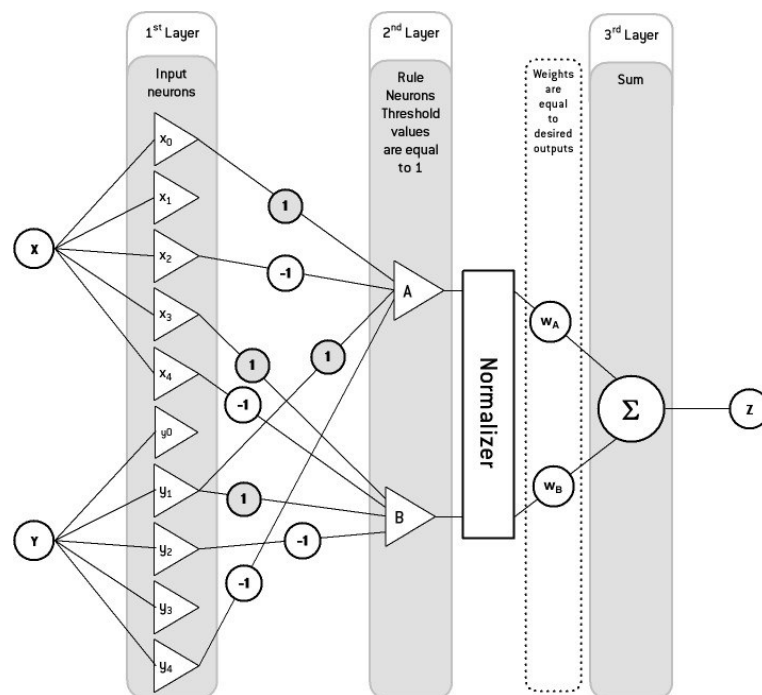 1st Layer
2nd Layer
3rd Layer
Input
neurons
Rule
Neurons
Threshold
values
are equal
to 1
Weights
are
equal
to
desired
outputs
Sum
X
Y
x0
x1
x2
x3
x4
y0
y1
y2
y3
y4
1
-1
1
1
-1
1
-1
-1
A
B
Normalizer
wA
wB
Σ
Z